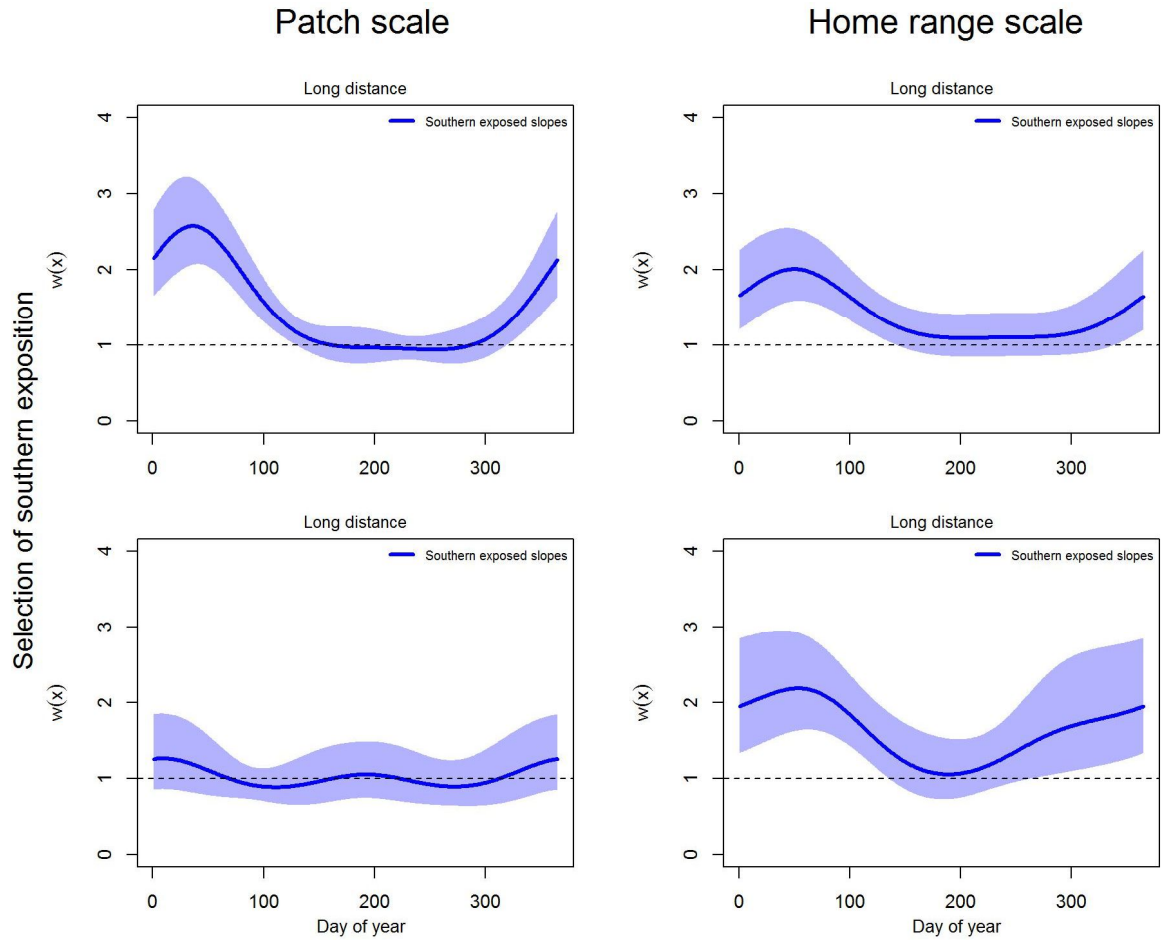 Patch scale
Home range scale
Selection of southern exposition
Long distance
Southern exposed slopes
w(x)
4
3
2
1
0
0 100 200 300
Long distance
Southern exposed slopes
w(x)
4
3
2
1
0
0 100 200 300
Long distance
Southern exposed slopes
w(x)
4
3
2
1
0
0 100 200 300
Day of year
Long distance
Southern exposed slopes
w(x)
4
3
2
1
0
0 100 200 300
Day of year